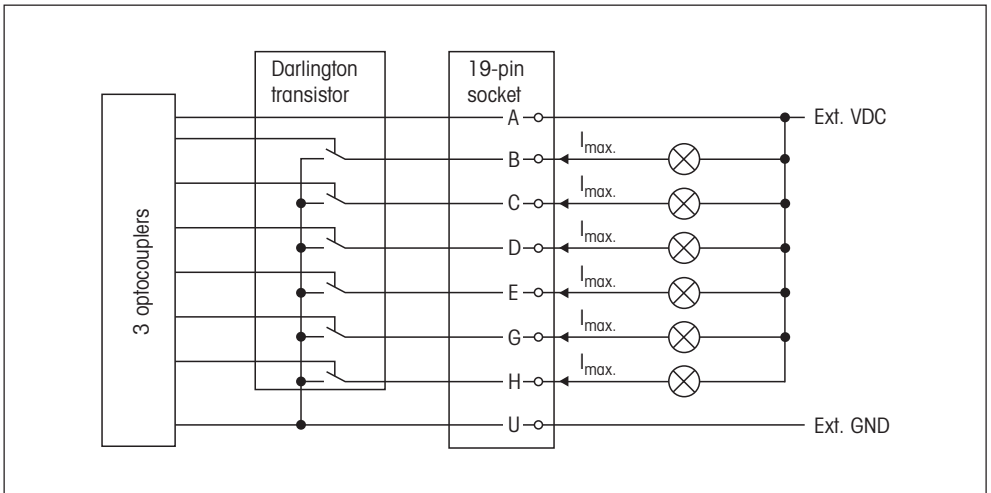 Darlington
transistor
19-pin
socket
A
Ext. VDC
B
Imax.
C
Imax.
D
Imax.
E
Imax.
G
Imax.
H
Imax.
U
Ext. GND
3 optocouplers